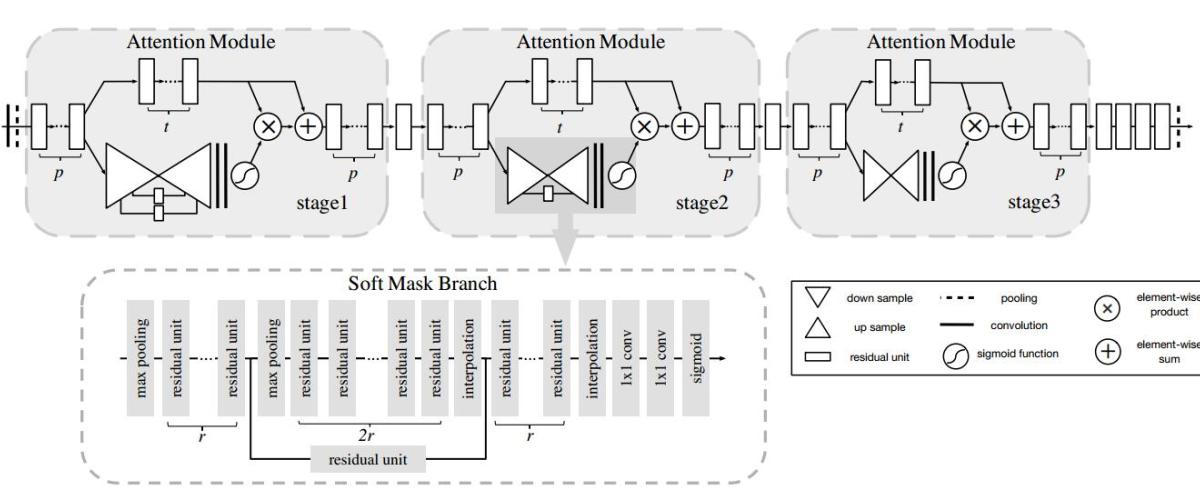 Attention Module
Attention Module
Attention Module
t
t
t
p
p
stage1
p
p
stage2
p
p
stage3
Soft Mask Branch
max pooling
residual unit
residual unit
max pooling
residual unit
residual unit
residual unit
residual unit
interpolation
residual unit
residual unit
interpolation
1x1 conv
1x1 conv
sigmoid
r
2r
r
residual unit
down sample
pooling
element-wise
product
up sample
convolution
residual unit
sigmoid function
element-wise
sum